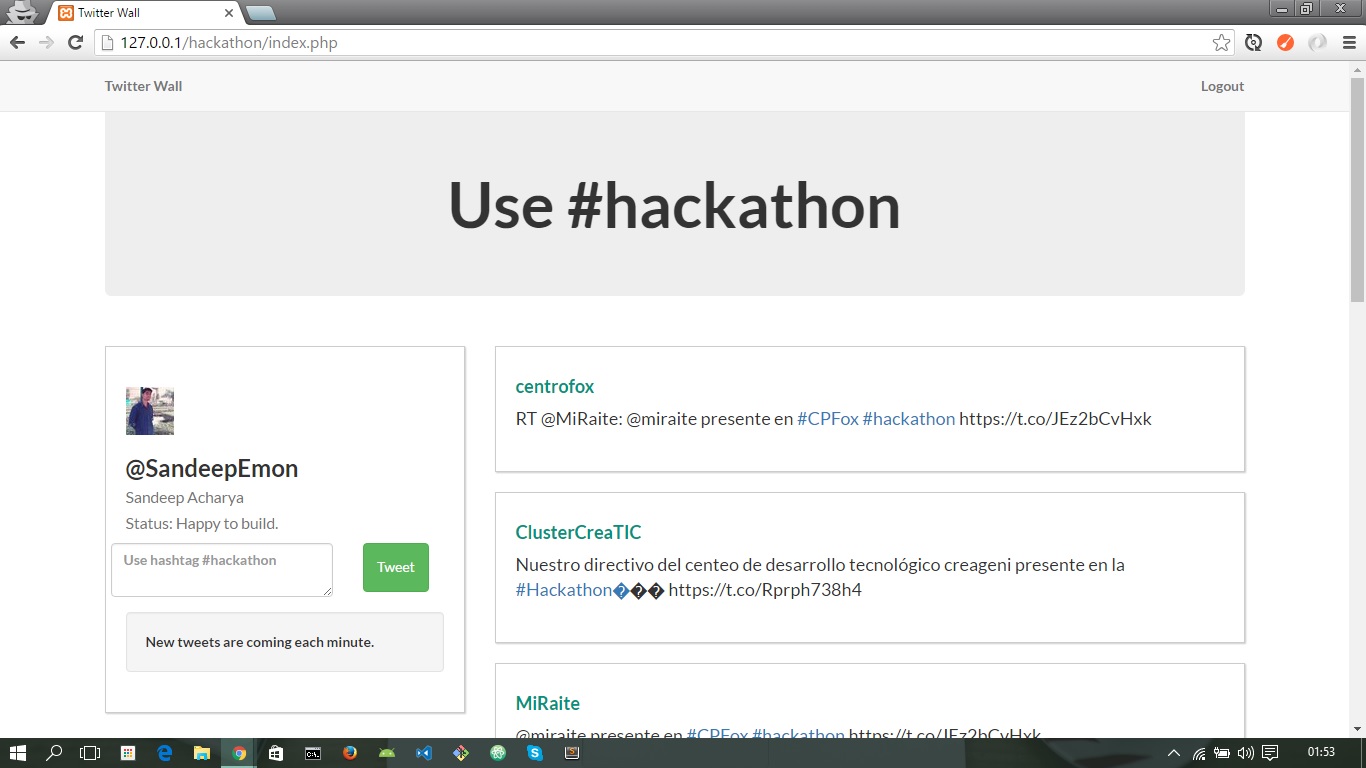 Twitter Wall
127.0.0.1/hackathon/index.php
Twitter Wall
Logout
Use #hackathon
@SandeepEmon
Sandeep Acharya
Status: Happy to build.
Use hashtag #hackathon
Tweet
New tweets are coming each minute.
centrofox
RT @MiRaite: @miraite presente en #CPFox #hackathon https://t.co/JEz2bCvHxk
ClusterCreaTIC
Nuestro directivo del centeo de desarrollo tecnológico creageni presente en la
#Hackathon��� https://t.co/Rprph738h4
MiRaite
@miraite presente en #CPFox #hackathon https://t.co/JEz2bCvHxk
01:53